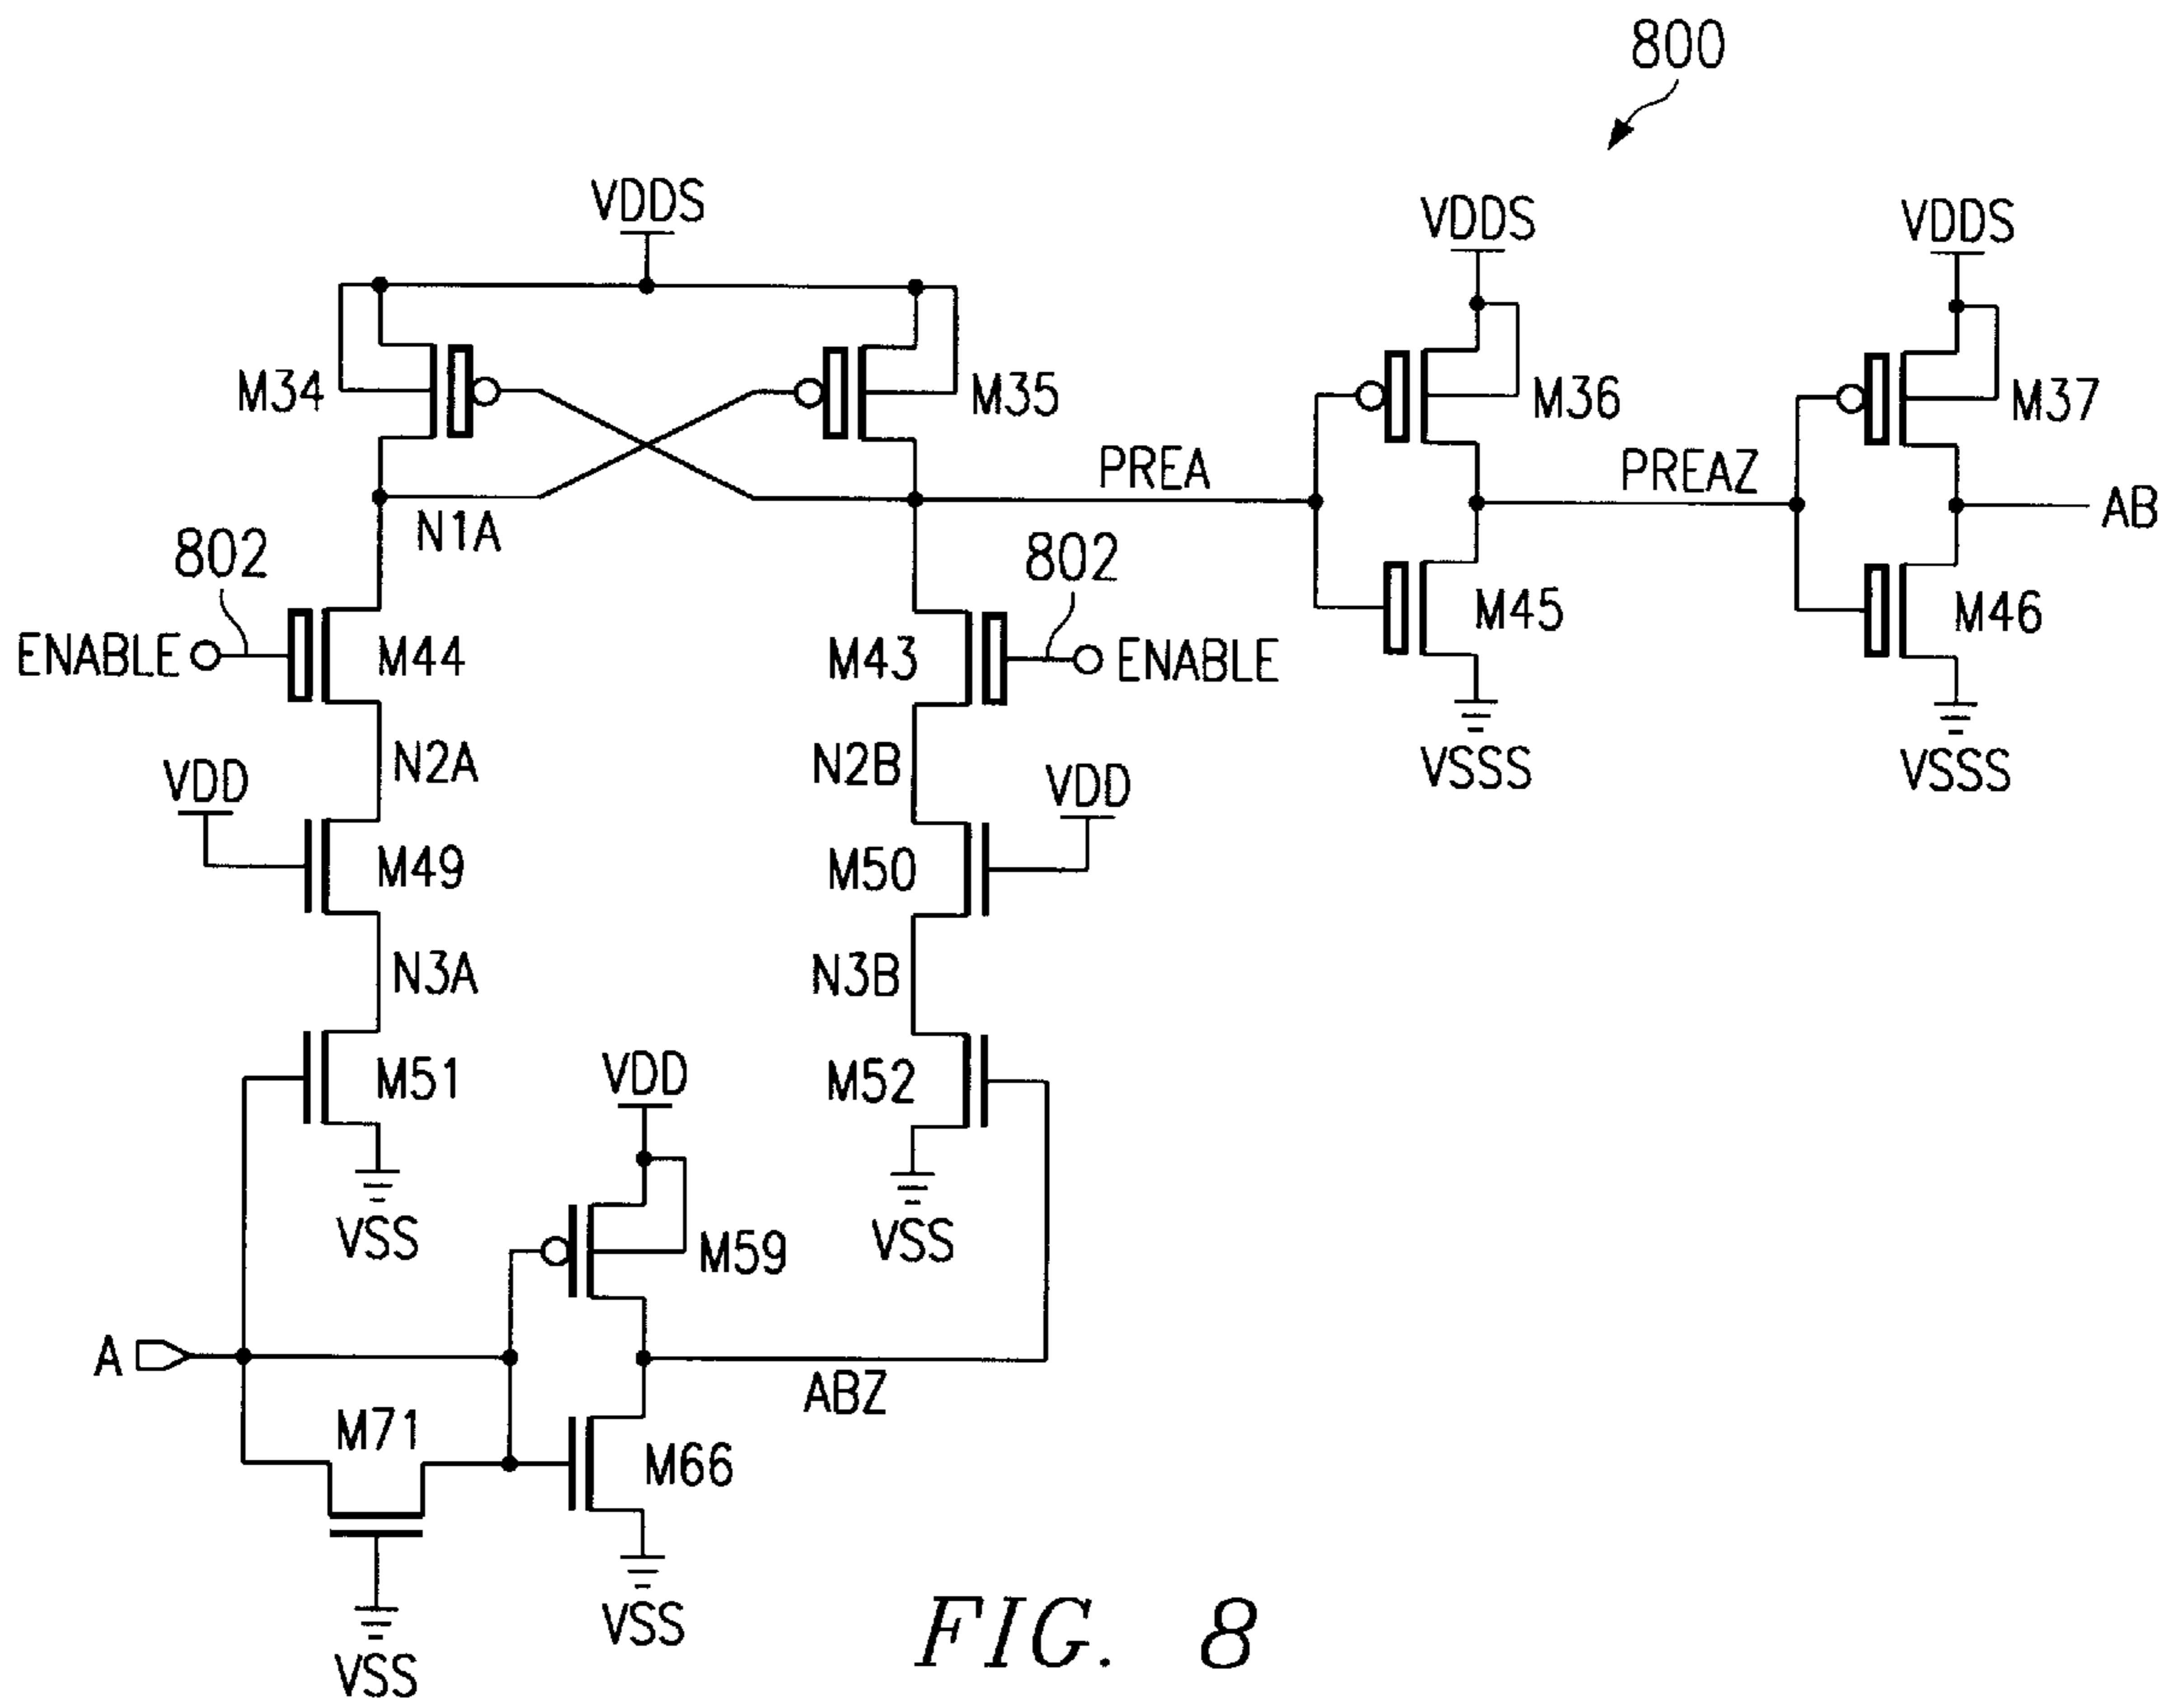 800
VDDS
VDDS
VDDS
M34
M35
M36
M37
PREA
PREAZ
AB
N1A
802
802
ENABLE
M44
M43
ENABLE
M45
M46
N2A
N2B
VSSS
VSSS
VDD
VDD
M49
M50
N3A
N3B
M51
VDD
M52
VSS
VSS
M59
A
ABZ
M71
M66
VSS
VSS
FIG. 8